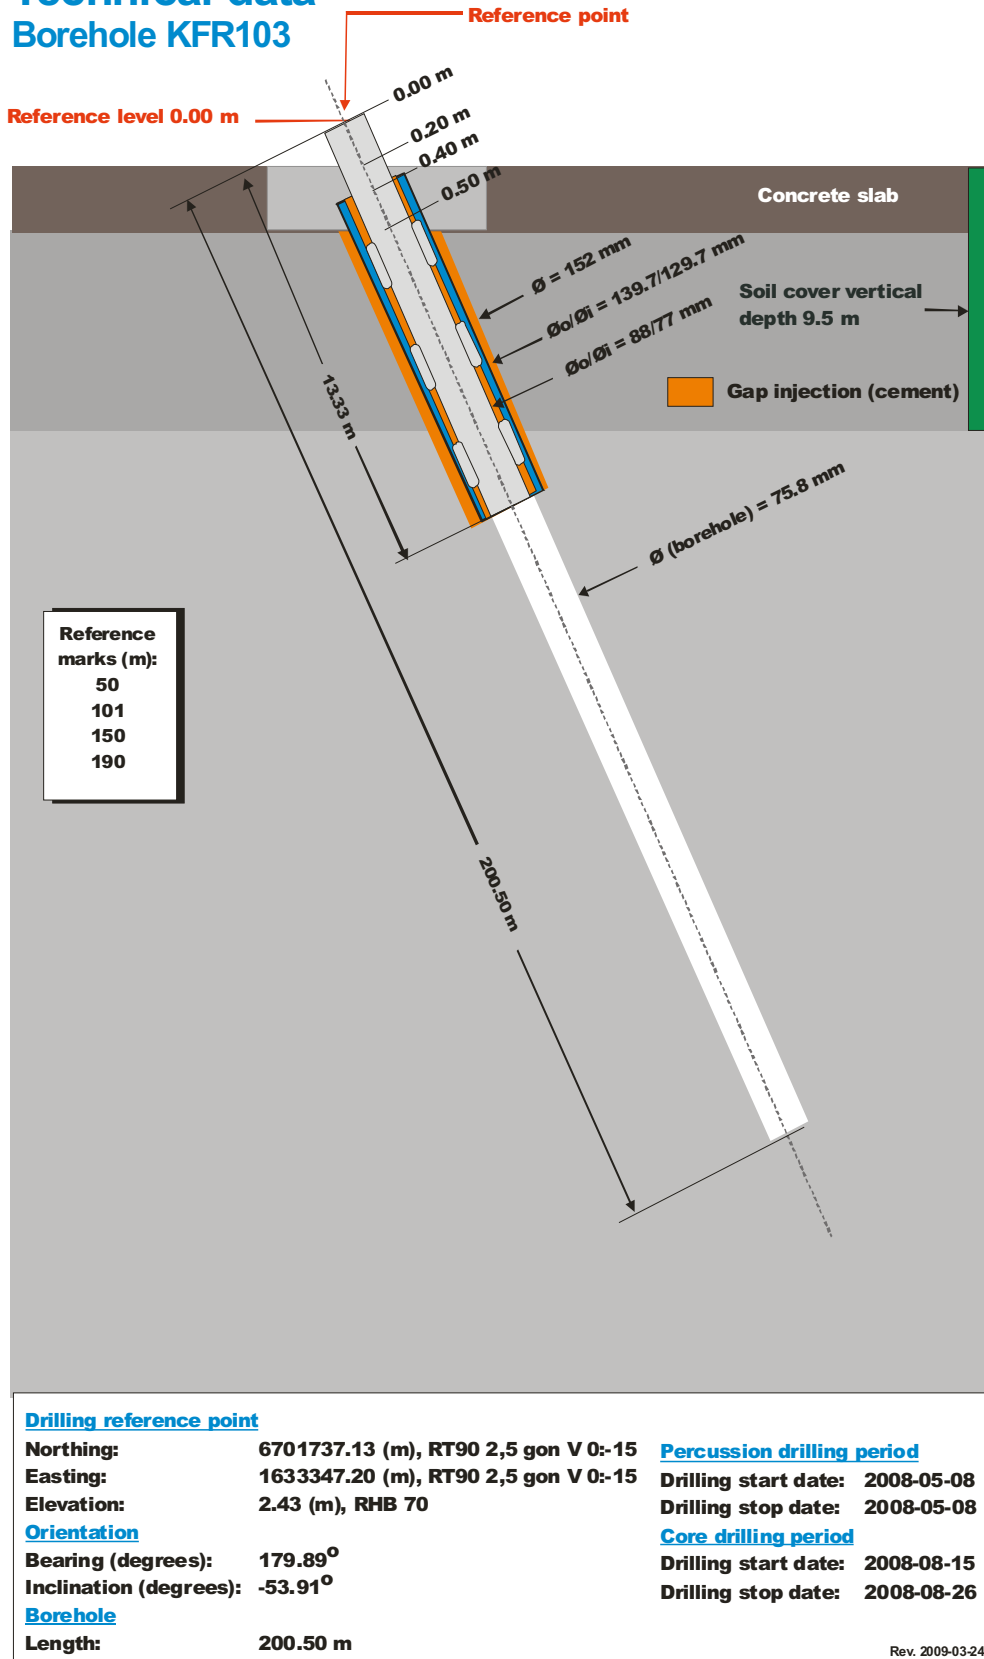 Technical data
Borehole KFR103
Reference point
0.00 m
Reference level 0.00 m
0.20 m
0.40 m
0.50 m
Concrete slab
Ø = 152 mm
Øo/Øi = 139.7/129.7 mm
Øo/Øi = 88/77 mm
Soil cover vertical
depth 9.5 m
Gap injection (cement)
13.33 m
Ø (borehole) = 75.8 mm
Reference
marks (m):
50
101
150
190
200.50 m
Drilling reference point
Northing: 6701737.13 (m), RT90 2,5 gon V 0:-15
Easting: 1633347.20 (m), RT90 2,5 gon V 0:-15
Elevation: 2.43 (m), RHB 70
Orientation
Bearing (degrees): 179.89°
Inclination (degrees): -53.91°
Borehole
Length: 200.50 m
Percussion drilling period
Drilling start date: 2008-05-08
Drilling stop date: 2008-05-08
Core drilling period
Drilling start date: 2008-08-15
Drilling stop date: 2008-08-26
Rev. 2009-03-24